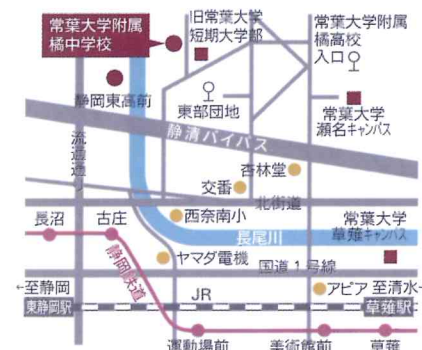 常葉大学附属
橘中学校
旧常葉大学
短期大学部
常葉大学附属
橘高校
入口
静岡東高前
東部団地
常葉大学
瀬名キャンパス
静清バイパス
流通通り
杏林堂
交番
北街道
西奈南小
長沼
古庄
常葉大学
草薙キャンパス
長尾川
静岡鉄道
ヤマダ電機
国道1号線
←至静岡
アピア
至清水→
東静岡駅
JR
草薙駅
運動場前
美術館前
草薙